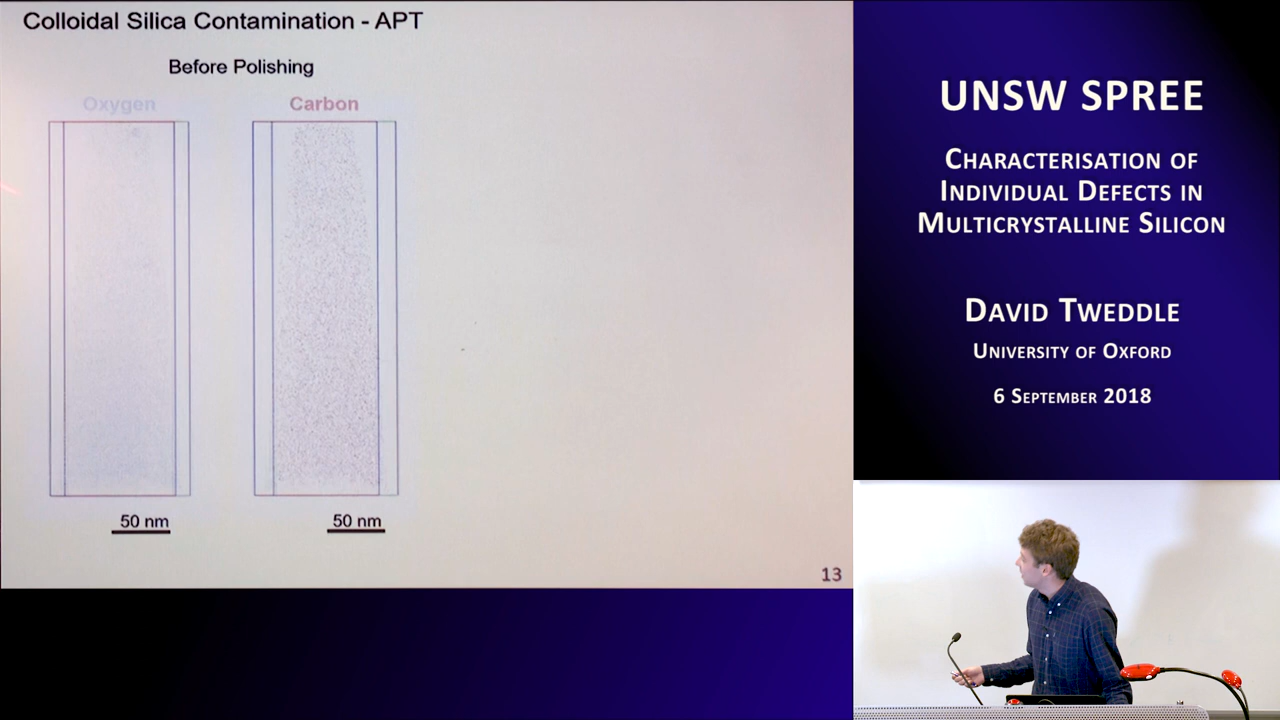 Colloidal Silica Contamination - APT
Before Polishing
Oxygen
Carbon
50 nm
50 nm
13
UNSW SPREE
CHARACTERISATION OF
INDIVIDUAL DEFECTS IN
MULTICRYSTALLINE SILICON
DAVID TWEDDLE
UNIVERSITY OF OXFORD
6 SEPTEMBER 2018